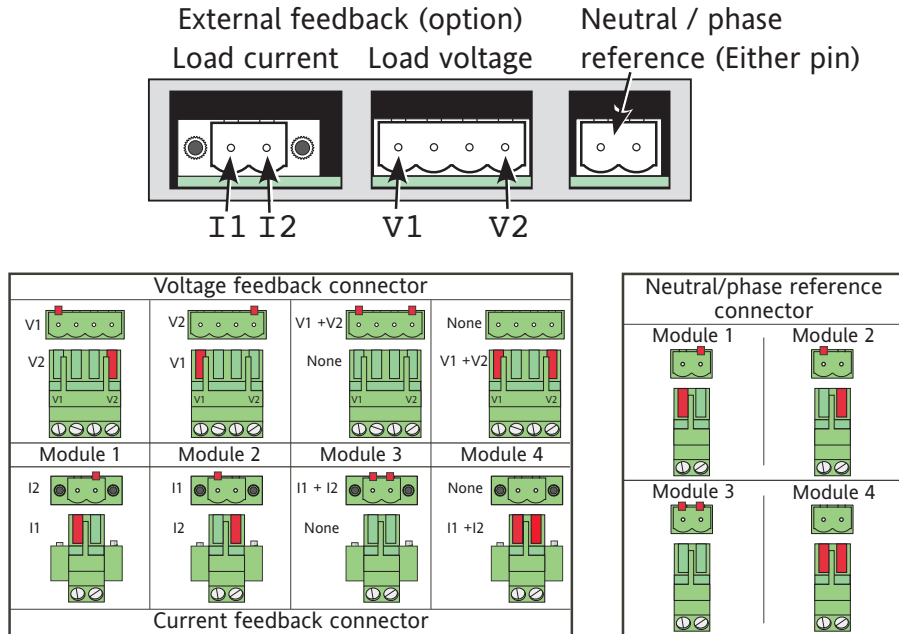 External feedback (option)
Load current
Load voltage
Neutral / phase
reference (Either pin)
I1 I2
V1
V2
Voltage feedback connector
V1
V2
V1 +V2
None
V2
V1
None
V1 +V2
V1 V2
V1 V2
V1 V2
V1 V2
Module 1
Module 2
Module 3
Module 4
I2
I1
I1 + I2
None
I1
I2
None
I1 +I2
Current feedback connector
Neutral/phase reference
connector
Module 1
Module 2
Module 3
Module 4